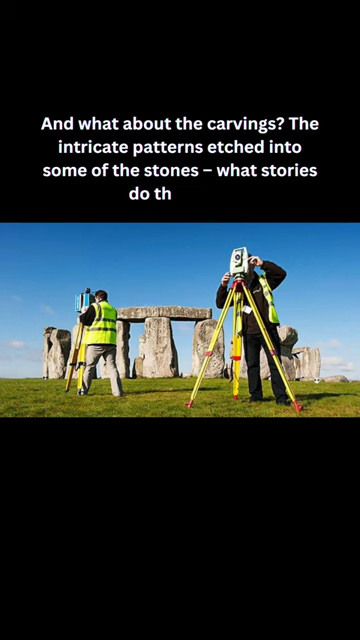 And what about the carvings? The
intricate patterns etched into
some of the stones – what stories
do th